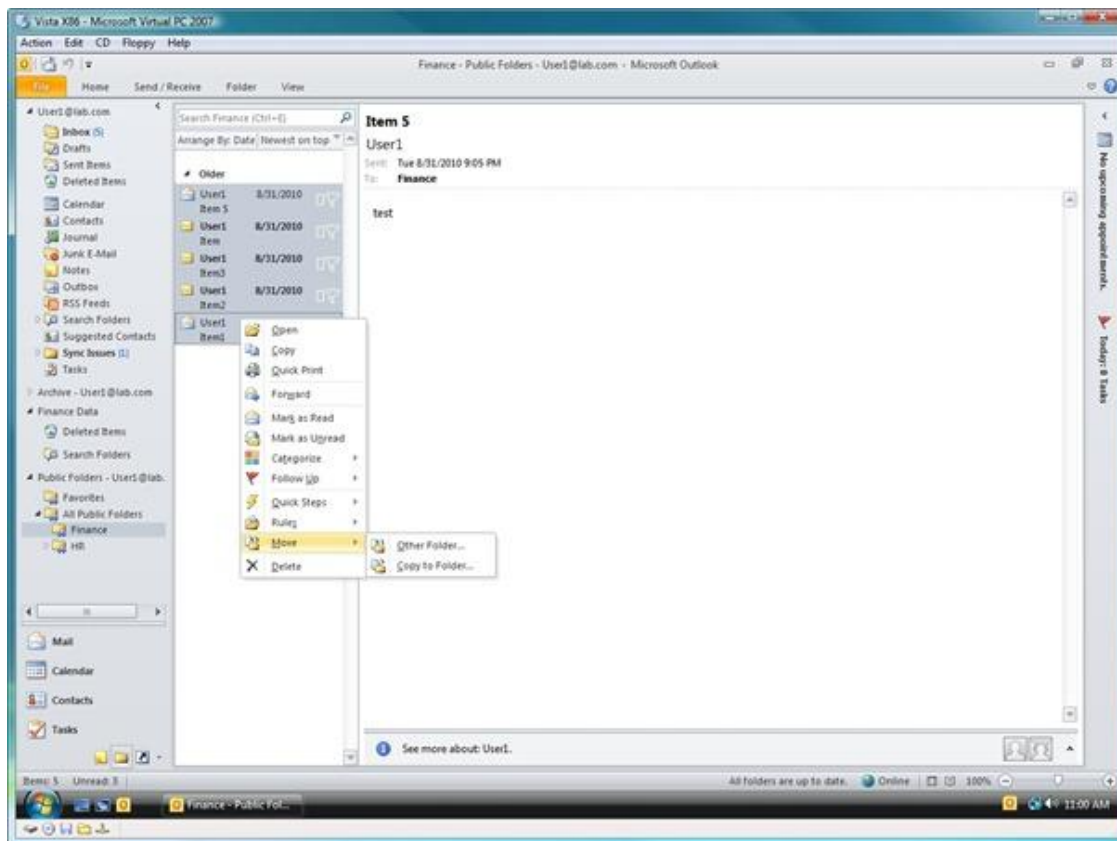 Vista X86 - Microsoft Virtual PC 2007
Action Edit CD Floppy Help
Finance - Public Folders - User1@lab.com - Microsoft Outlook
File Home Send / Receive Folder View
User1@lab.com
Inbox (5)
Drafts
Sent Items
Deleted Items
Calendar
Contacts
Journal
Junk E-Mail
Notes
Outbox
RSS Feeds
Search Folders
Suggested Contacts
Sync Issues (1)
Tasks
Archive - User1@lab.com
Finance Data
Deleted Items
Search Folders
Public Folders - User1@lab.
Favorites
All Public Folders
Finance
HR
Mail
Calendar
Contacts
Tasks
Search Finance (Ctrl+E)
Arrange By: Date Newest on top
Older
User1 8/31/2010
Item 5
User1 8/31/2010
Item
User1 8/31/2010
Item3
User1 8/31/2010
Item2
User1
Item1
Open
Copy
Quick Print
Forward
Mark as Read
Mark as Unread
Categorize
Follow Up
Quick Steps
Rules
Move
Delete
Other Folder...
Copy to Folder...
Item 5
User1
Sent: Tue 8/31/2010 9:05 PM
To: Finance
test
See more about: User1.
No upcoming appointments.
Today: 0 Tasks
Items: 5 Unread: 3
All folders are up to date. Online 100%
Finance - Public Fol...
11:00 AM